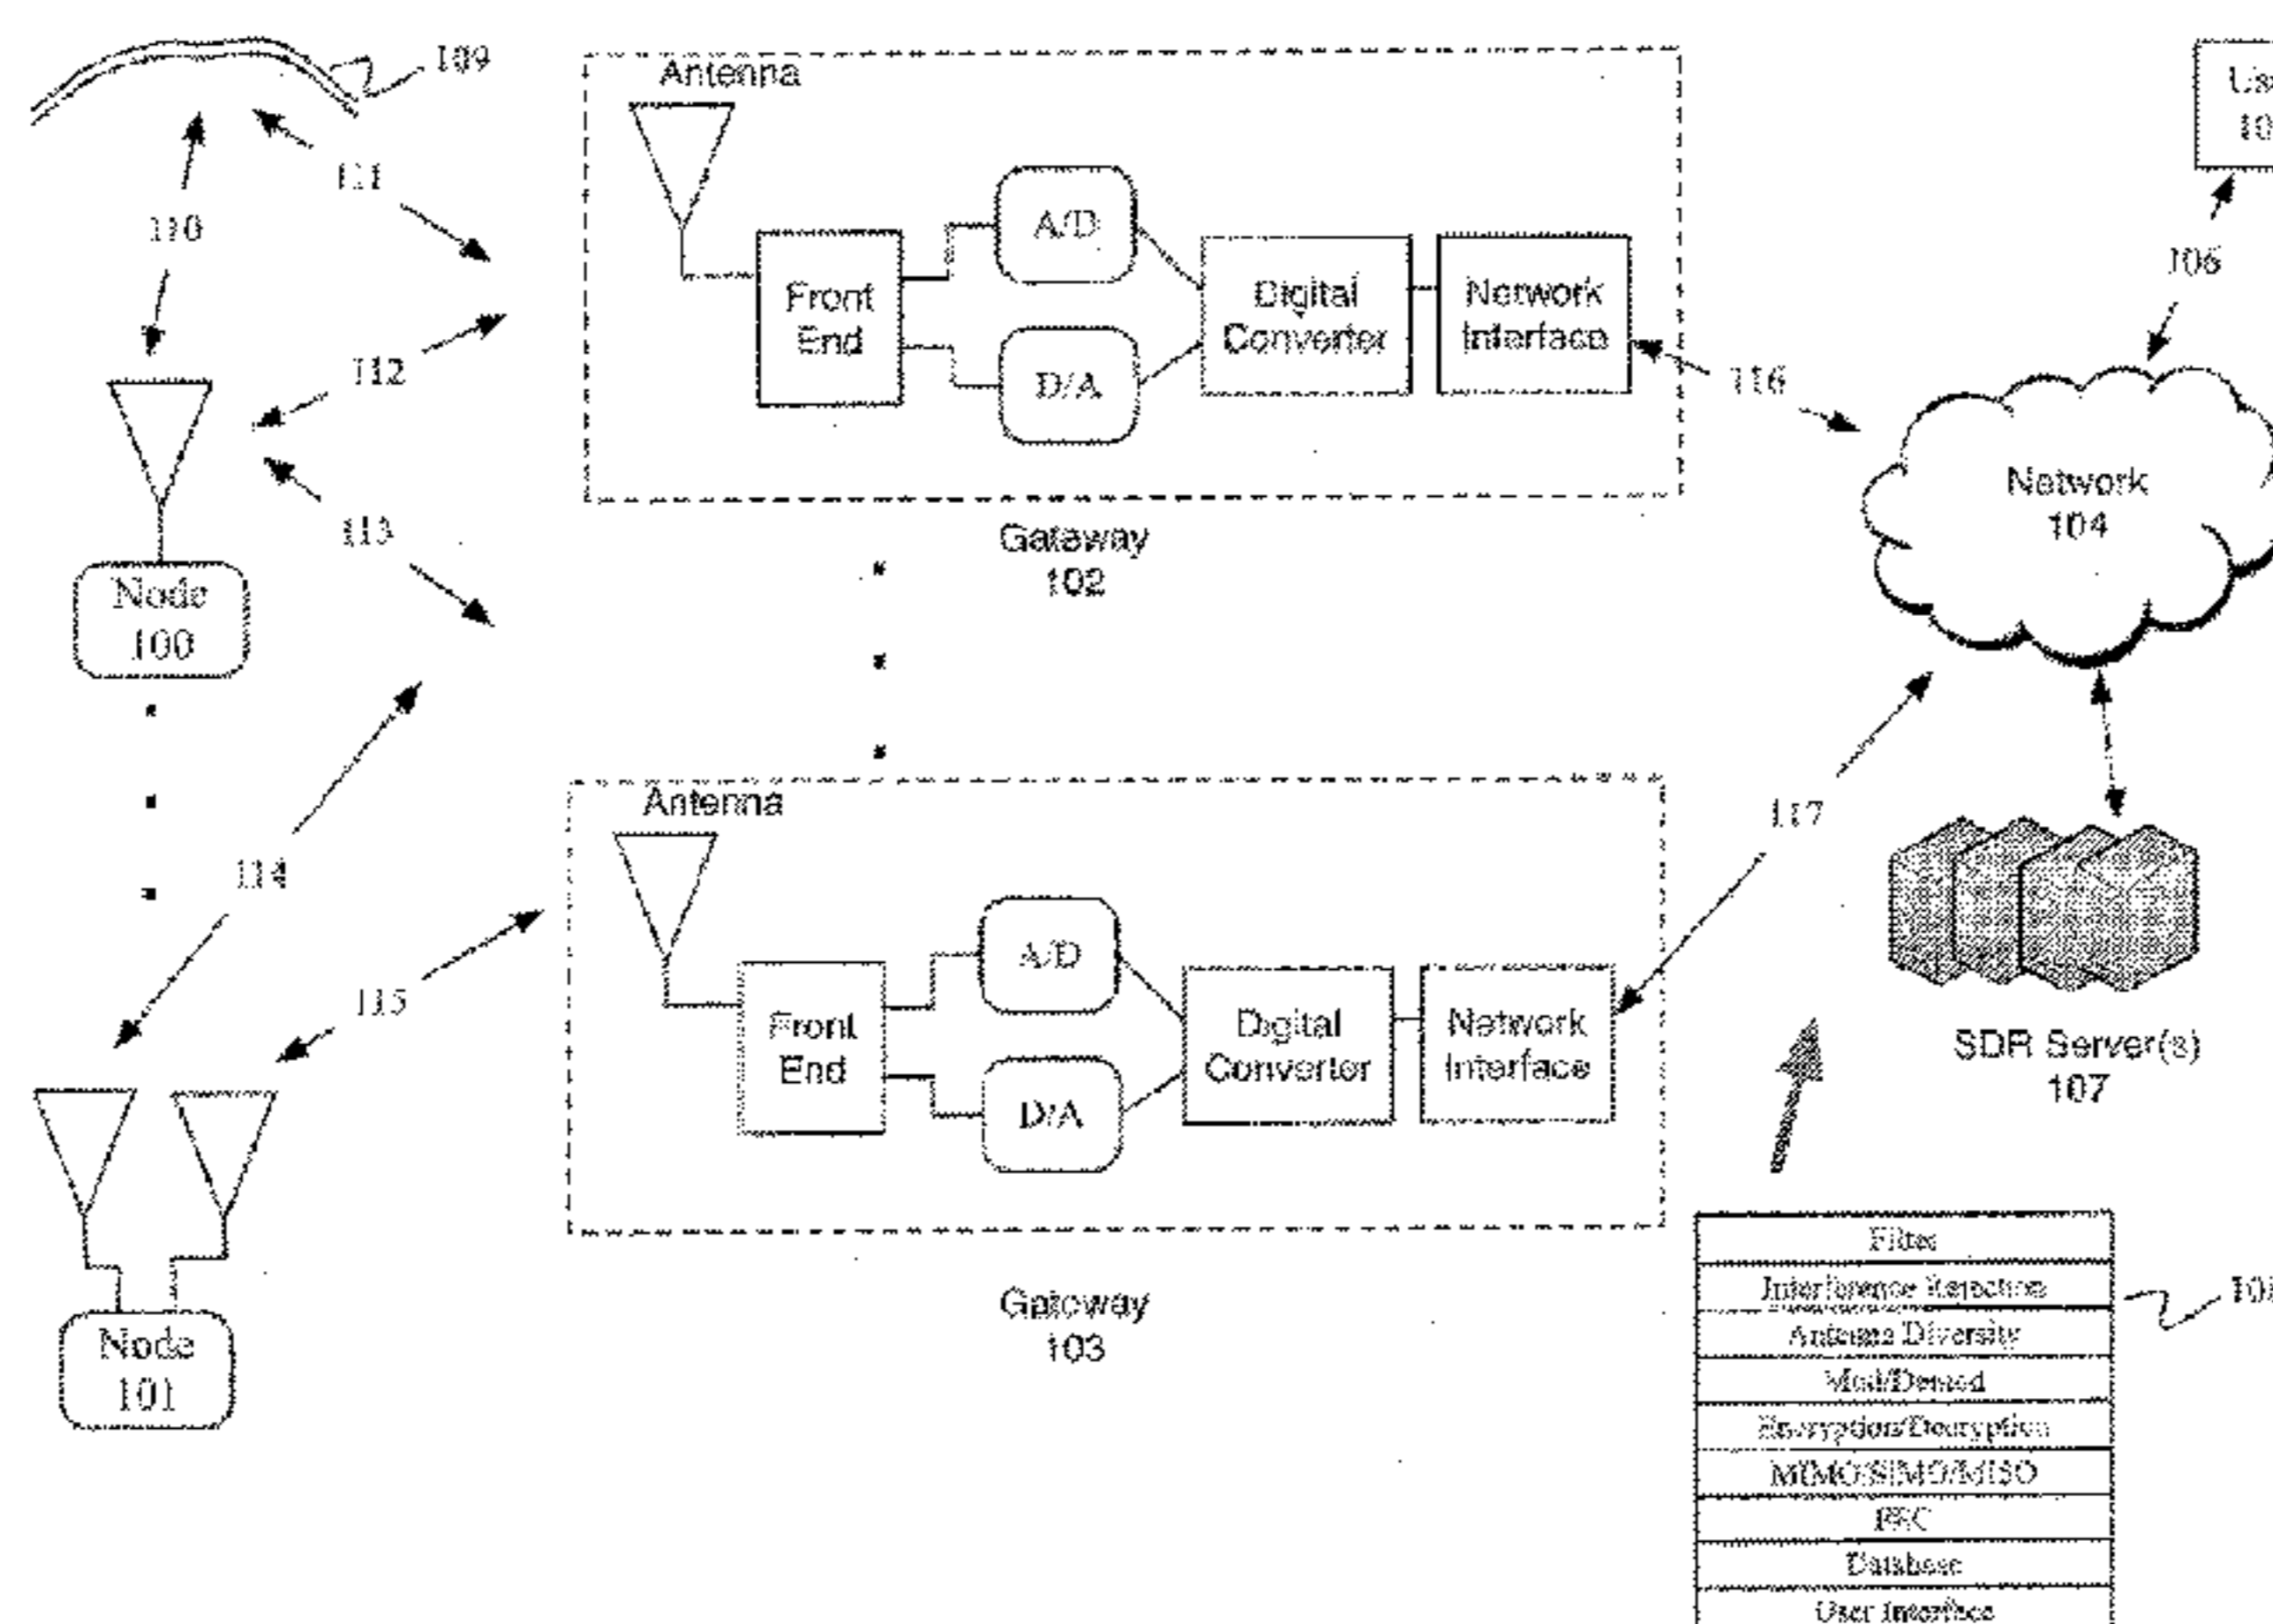 109
Antenna
111
110
A/D
Front
End
Digital
Converter
Network
Interface
D/A
106
112
116
Network
104
113
Gateway
102
Node
100
Antenna
117
114
A/D
115
Front
End
Digital
Converter
Network
Interface
D/A
SDR Server(s)
107
Filter
Interference Rejection
Antenna Diversity
Mod/Demod
Encryption/Decryption
MIMO/SIMO/MISO
FEC
Database
User Interface
Gateway
103
Node
101